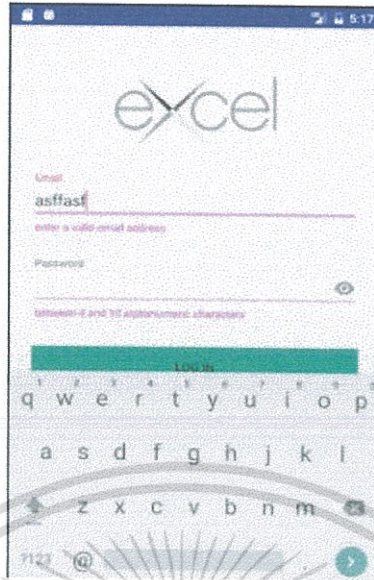 5:17
excel
Email
asffasf
enter a valid email address
Password
between 4 and 10 alphanumeric characters
LOG IN
q w e r t y u i o p
a s d f g h j k l
z x c v b n m
?123 @ .